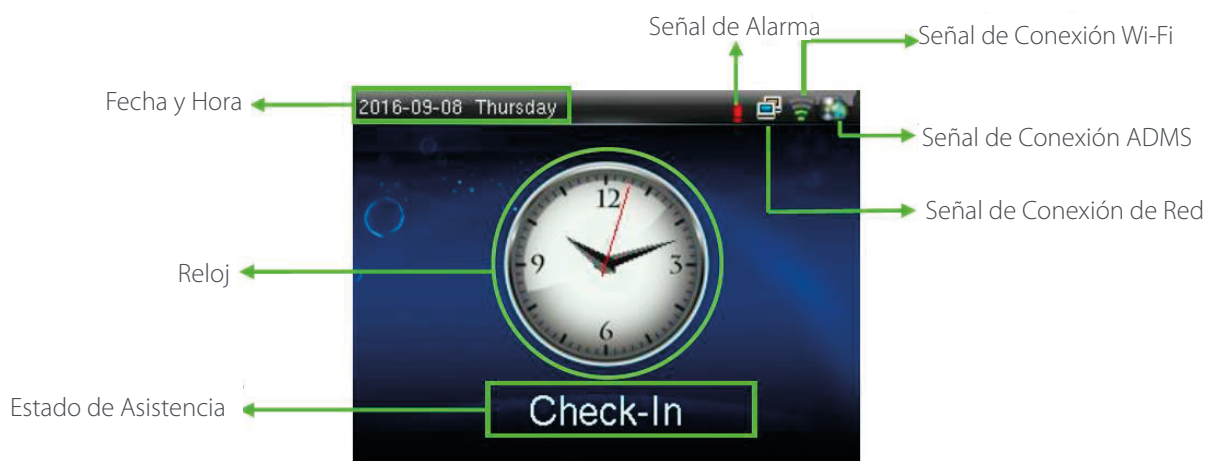 Señal de Alarma
Señal de Conexión Wi-Fi
Fecha y Hora
2016-09-08 Thursday
Señal de Conexión ADMS
12
Señal de Conexión de Red
9
3
Reloj
6
Estado de Asistencia
Check-In